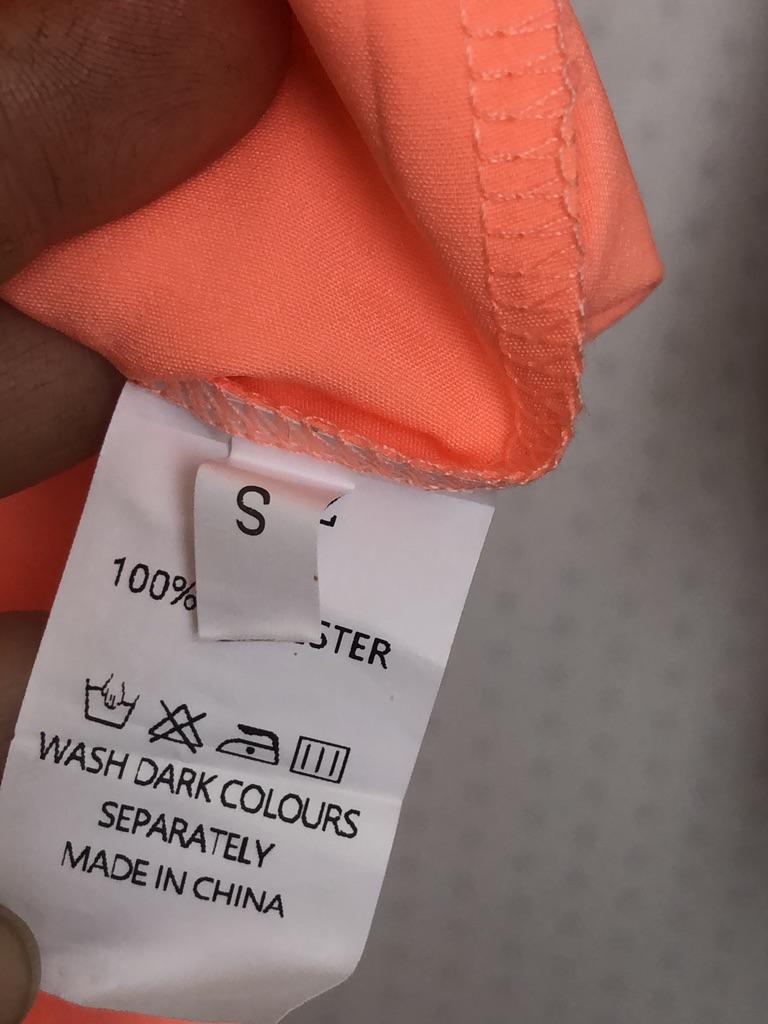 S
100% STER
WASH DARK COLOURS
SEPARATELY
MADE IN CHINA